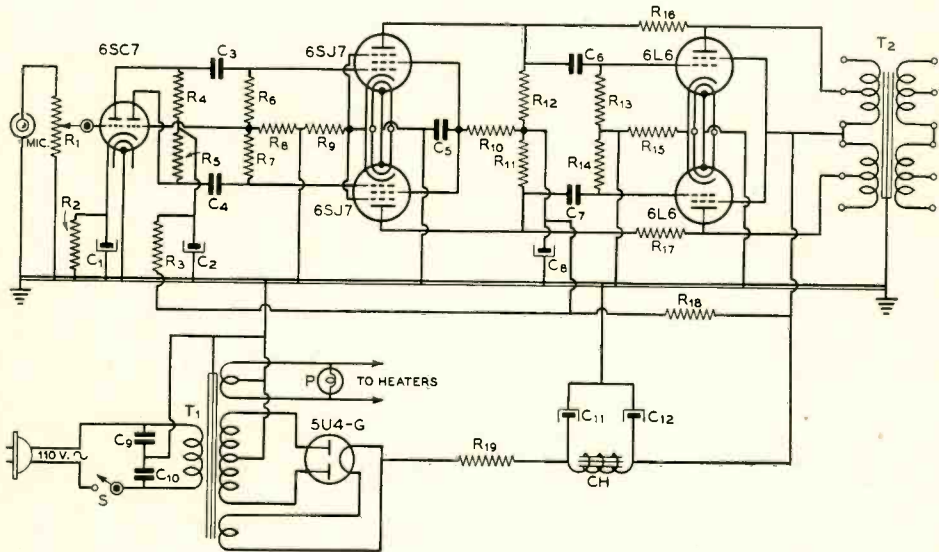 R16
6SC7
C3
6SJ7
C6
6L6
T2
R4
R6
R12
R13
MIC.
R1
R8
R9
C5
R10
R15
R5
R7
R11
R14
R2
C4
6SJ7
C7
6L6
R17
C1
R3
C2
C8
R18
P
TO HEATERS
T1
5U4-G
C11
C12
C9
110 V.
R19
C10
S
CH